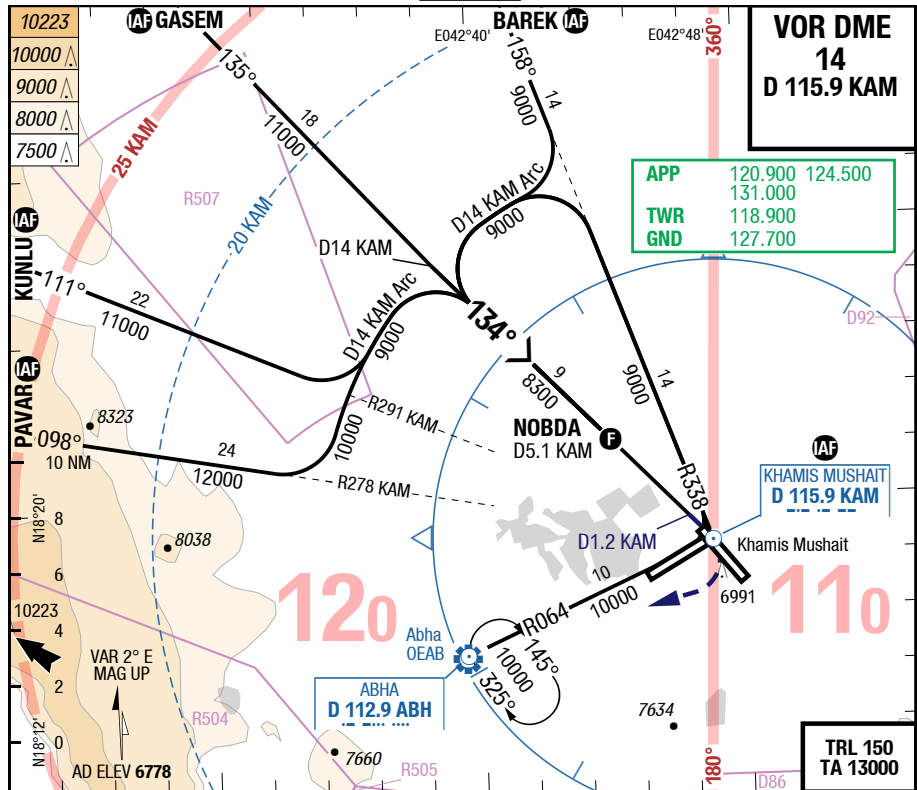 10223
10000
9000
8000
7500
IAF GASEM
BAREK IAF
E042°40'
E042°48'
360°
VOR DME
14
D 115.9 KAM
135°
158°
18
11000
14
9000
25 KAM
20 KAM
R507
APP 120.900 124.500
131.000
TWR 118.900
GND 127.700
D14 KAM Arc
9000
D14 KAM
IAF
KUNLU
111°
22
11000
D14 KAM Arc
9000
134°
D92
9
8300
14
9000
IAF
PAVAR
098°
8323
10 NM
24
12000
10000
R291 KAM
R278 KAM
NOBDA
D5.1 KAM
F
R338
IAF
KHAMIS MUSHAIT
D 115.9 KAM
N18°20'
8
8038
D1.2 KAM
Khamis Mushait
6
120
110
10
10000
R064
6991
10223
4
Abha
OEAB
145°
10000
325°
VAR 2° E
MAG UP
2
ABHA
D 112.9 ABH
R504
7634
N18°12'
0
7660
AD ELEV 6778
R505
180°
D86
TRL 150
TA 13000